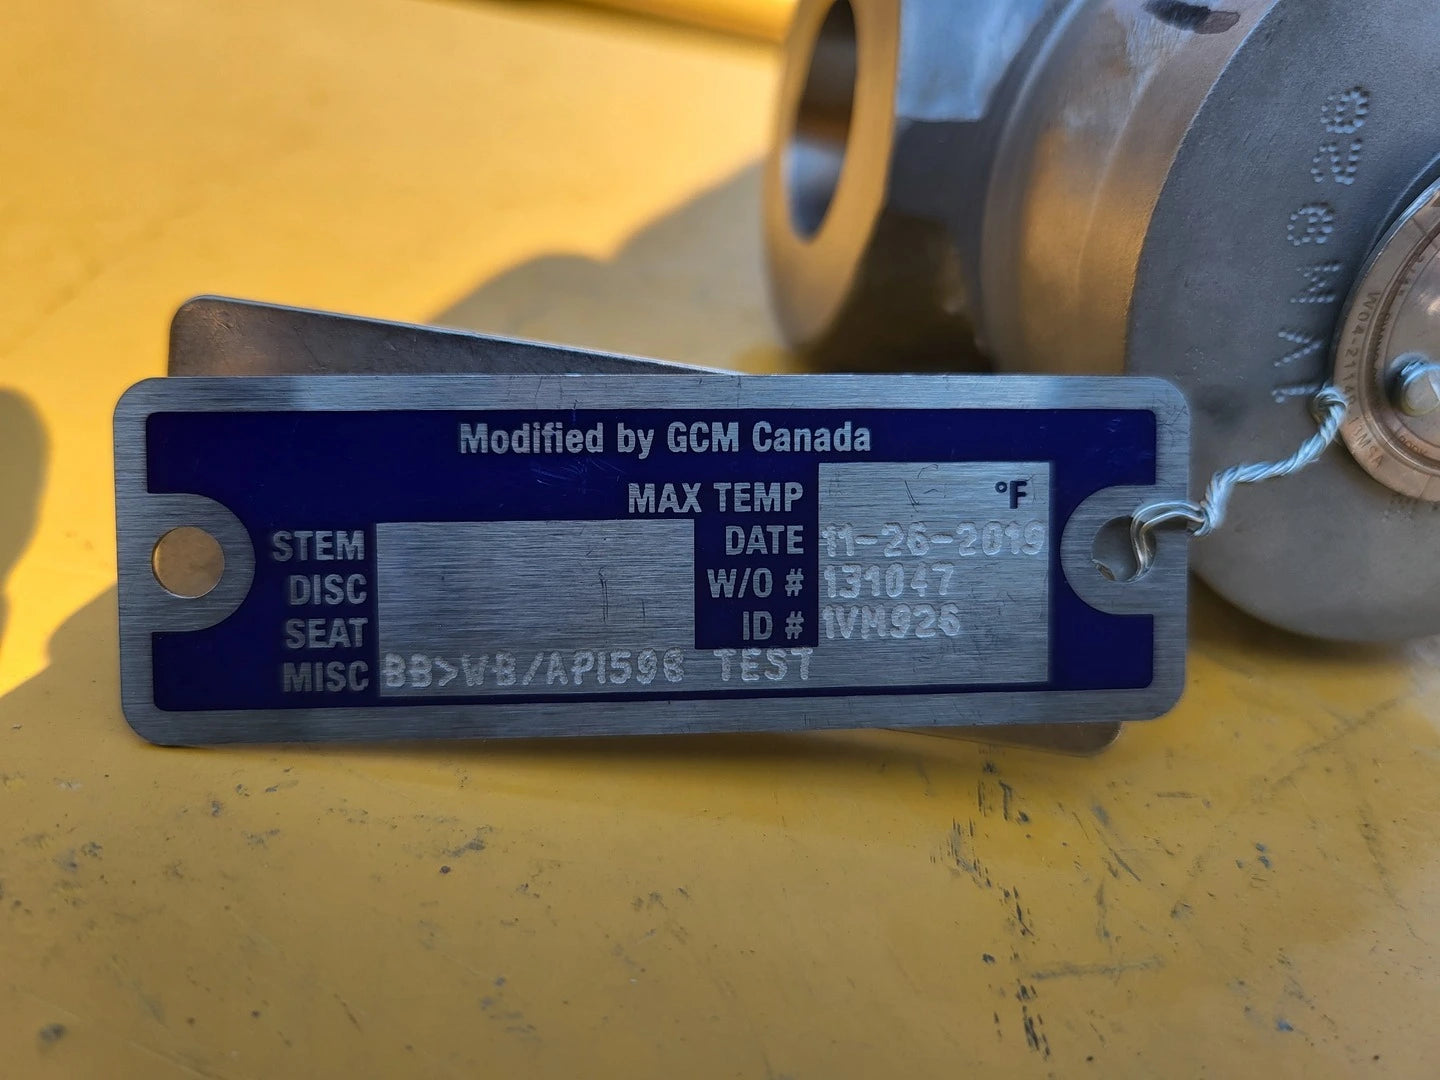 Modified by GCM Canada
MAX TEMP °F
DATE 11-26-2019
W/O # 131047
ID # 1VM926
STEM
DISC
SEAT
MISC BB>WB/API598 TEST